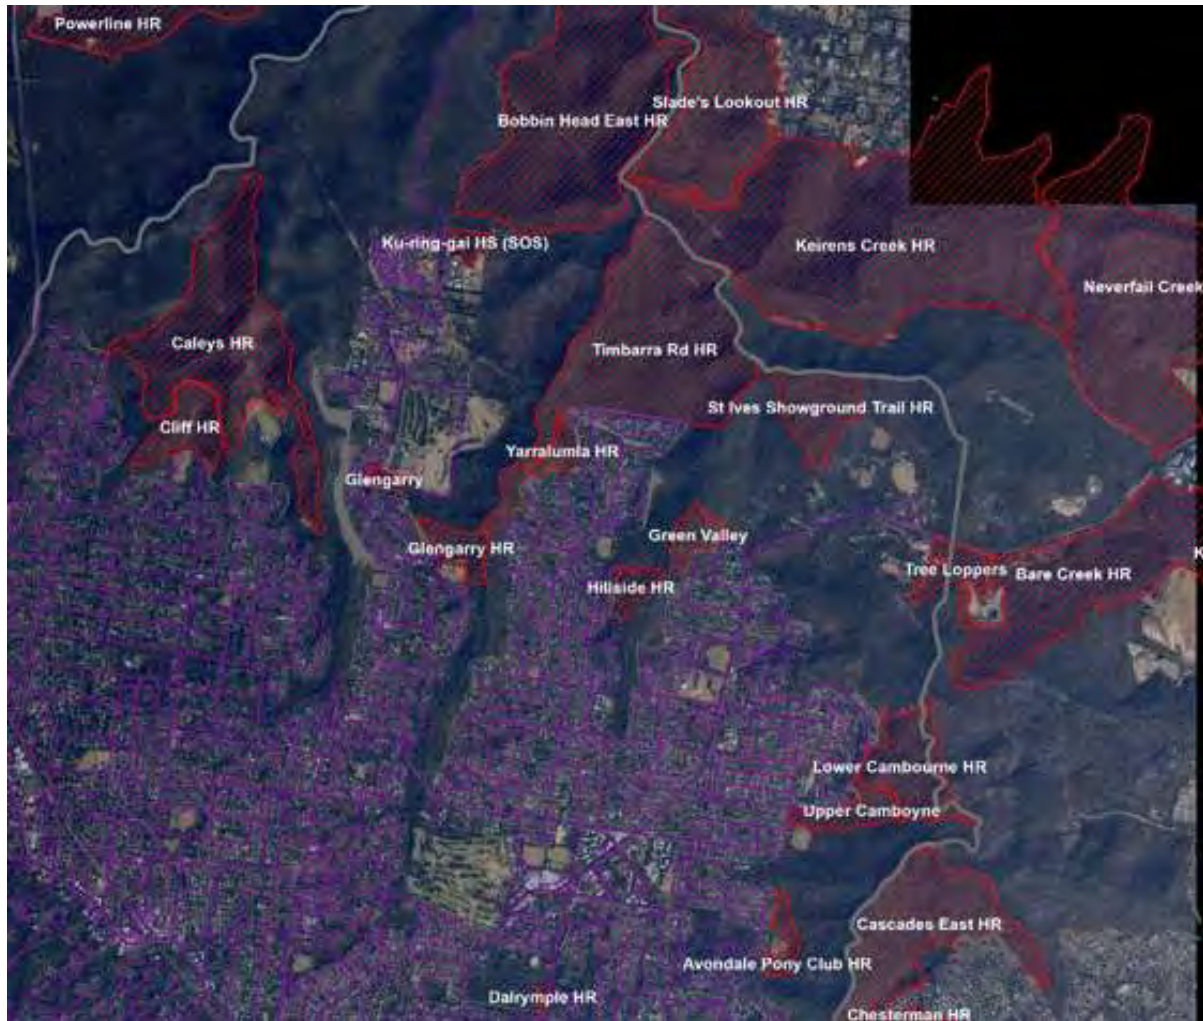 Powerline HR
Slade's Lookout HR
Bobbin Head East HR
Ku-ring-gai HS (SOS)
Keirens Creek HR
Neverfail Creek
Caleys HR
Timbarra Rd HR
St Ives Showground Trail HR
Cliff HR
Yarralumla HR
Glengarry
Green Valley
Glengarry HR
K
Tree Loppers
Bare Creek HR
Hillside HR
Lower Cambourne HR
Upper Camboyne
Cascades East HR
Avondale Pony Club HR
Dalrymple HR
Chesterman HR